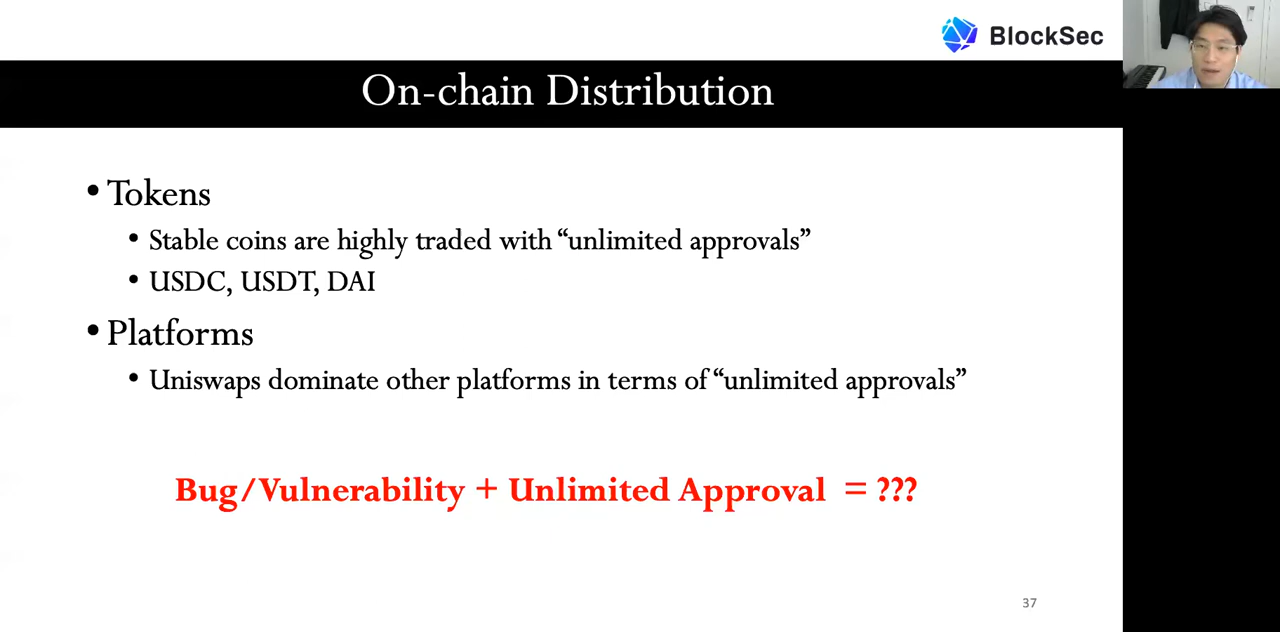 BlockSec
On-chain Distribution
• Tokens
• Stable coins are highly traded with “unlimited approvals”
• USDC, USDT, DAI
• Platforms
• Uniswaps dominate other platforms in terms of “unlimited approvals”
Bug/Vulnerability + Unlimited Approval = ???
37